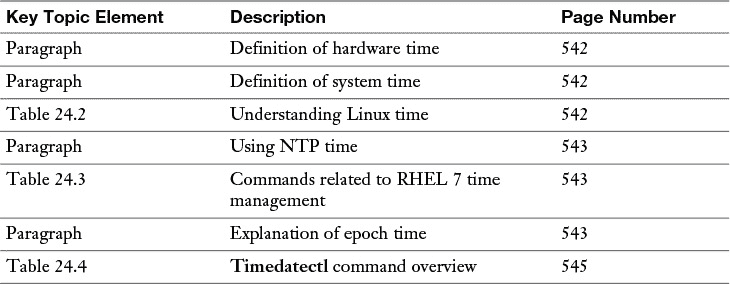 Key Topic Element Description Page Number
Paragraph Definition of hardware time 542
Paragraph Definition of system time 542
Table 24.2 Understanding Linux time 542
Paragraph Using NTP time 543
Table 24.3 Commands related to RHEL 7 time 543
management
Paragraph Explanation of epoch time 543
Table 24.4 Timedatectl command overview 545